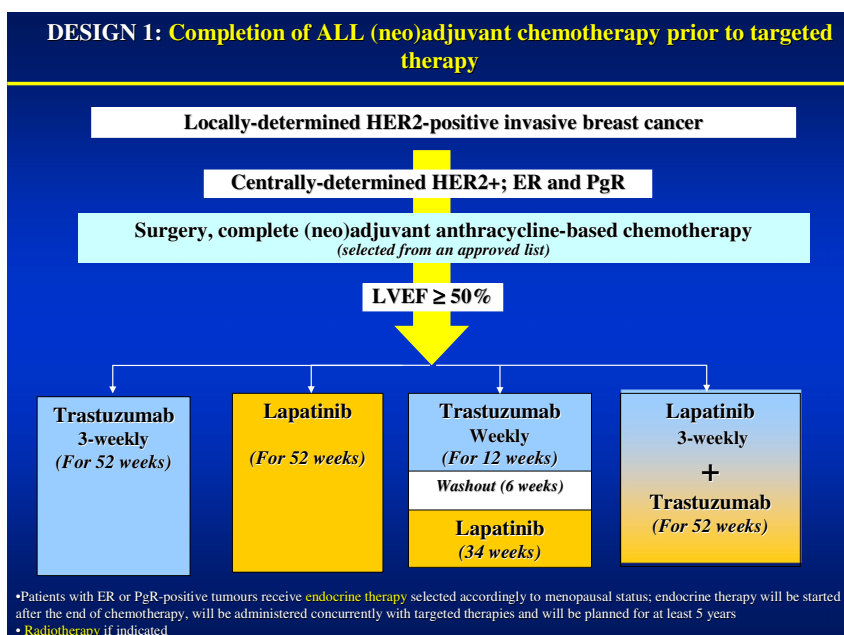 DESIGN 1: Completion of ALL (neo)adjuvant chemotherapy prior to targeted
therapy
Locally-determined HER2-positive invasive breast cancer
Centrally-determined HER2+; ER and PgR
Surgery, complete (neo)adjuvant anthracycline-based chemotherapy
(selected from an approved list)
LVEF ≥ 50%
Trastuzumab
3-weekly
(For 52 weeks)
Lapatinib
(For 52 weeks)
Trastuzumab
Weekly
(For 12 weeks)
Washout (6 weeks)
Lapatinib
(34 weeks)
Lapatinib
3-weekly
+
Trastuzumab
(For 52 weeks)
•Patients with ER or PgR-positive tumours receive endocrine therapy selected accordingly to menopausal status; endocrine therapy will be started
after the end of chemotherapy, will be administered concurrently with targeted therapies and will be planned for at least 5 years
• Radiotherapy if indicated